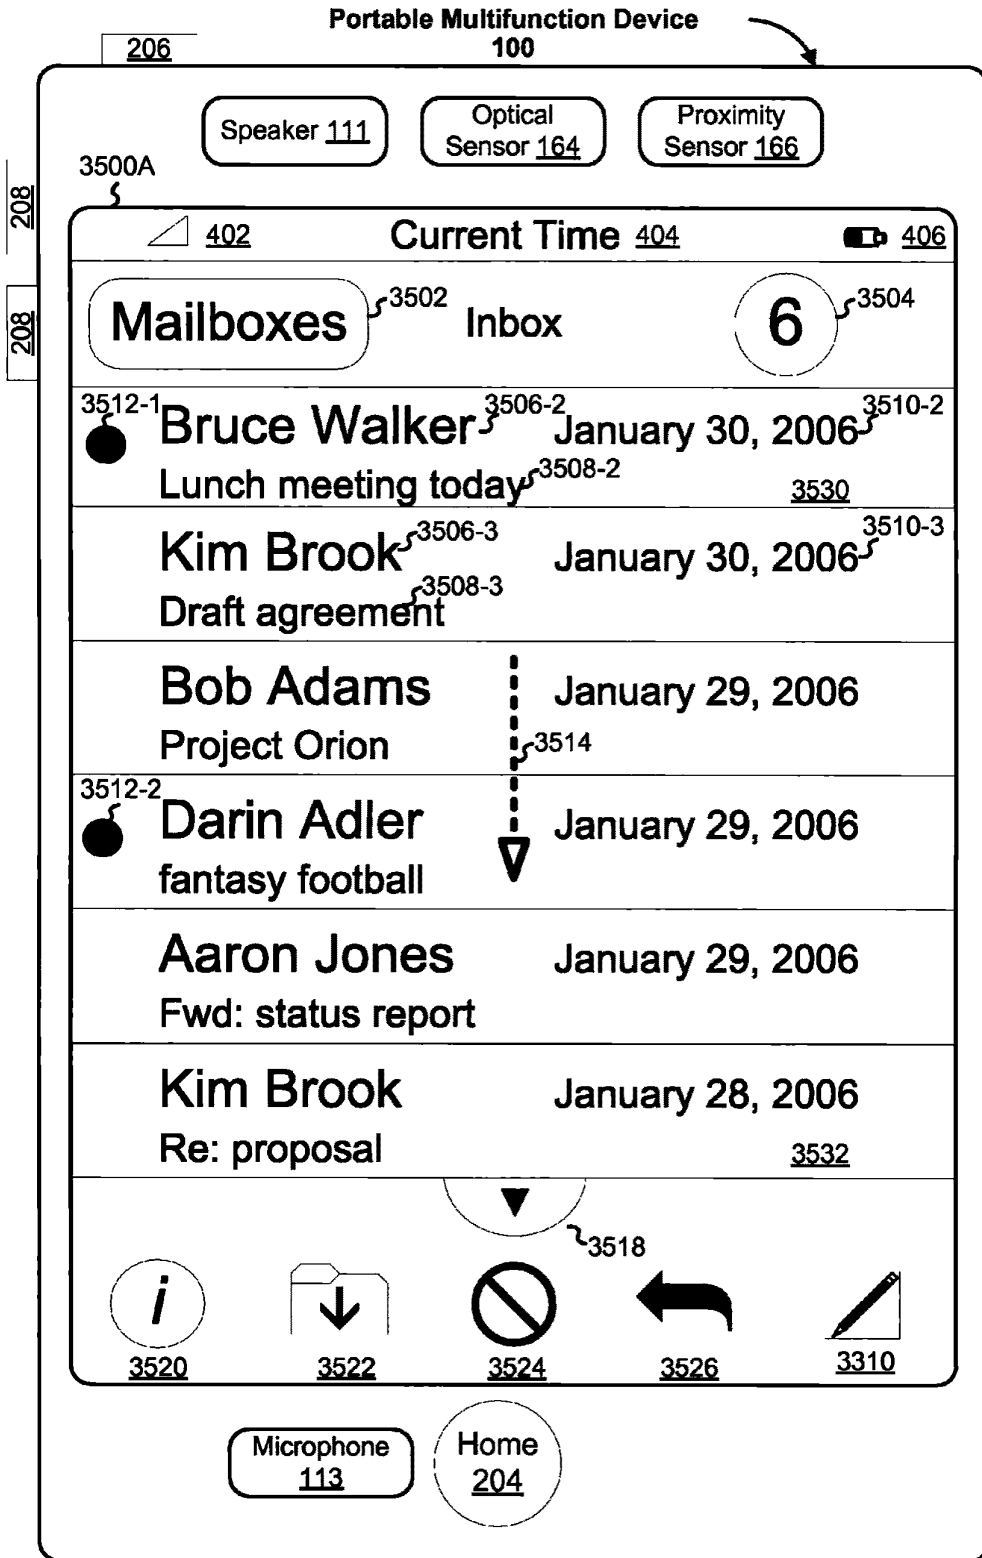 Portable Multifunction Device
100
206
Speaker 111
Optical
Sensor 164
Proximity
Sensor 166
3500A
208
402
Current Time 404
406
208
Mailboxes
3502
Inbox
6
3504
3512-1
Bruce Walker
3506-2
January 30, 2006
3510-2
Lunch meeting today
3508-2
3530
Kim Brook
3506-3
January 30, 2006
3510-3
Draft agreement
3508-3
Bob Adams
January 29, 2006
Project Orion
3514
3512-2
Darin Adler
January 29, 2006
fantasy football
Aaron Jones
January 29, 2006
Fwd: status report
Kim Brook
January 28, 2006
Re: proposal
3532
3518
i
3520
3522
3524
3526
3310
Microphone
113
Home
204